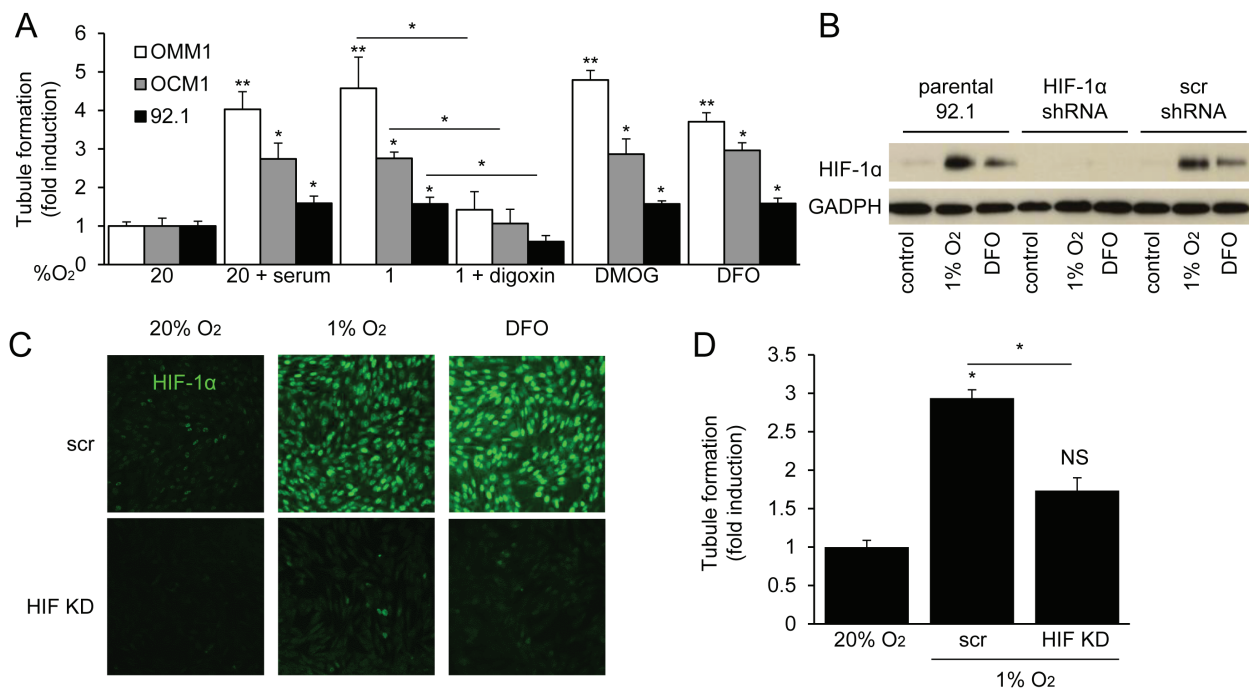 A
Tubule formation
(fold induction)
6
5
4
3
2
1
0
OMM1
OCM1
92.1
**
*
*
**
*
*
*
*
*
**
*
*
**
*
*
%O2
20
20 + serum
1
1 + digoxin
DMOG
DFO
B
parental
92.1
HIF-1α
shRNA
scr
shRNA
HIF-1α
GADPH
control
1% O2
DFO
control
1% O2
DFO
control
1% O2
DFO
C
20% O2
1% O2
DFO
HIF-1α
scr
HIF KD
D
Tubule formation
(fold induction)
3.5
3
2.5
2
1.5
1
0.5
0
*
*
NS
20% O2
scr
HIF KD
1% O2